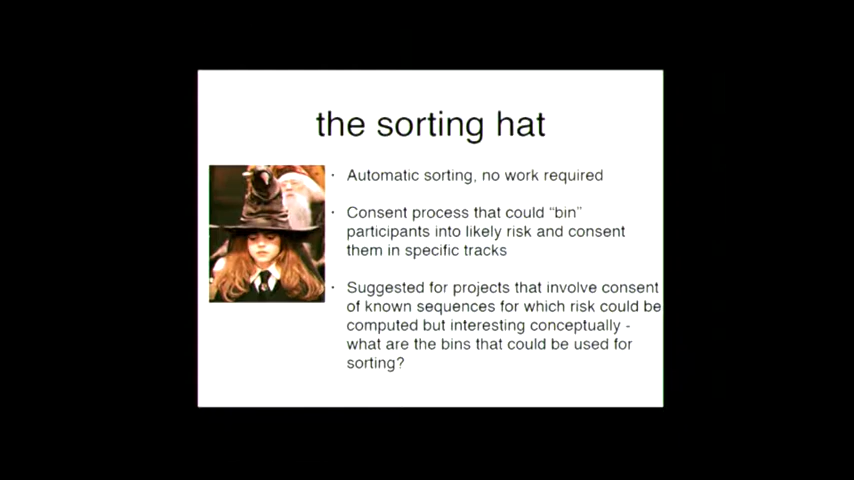 the sorting hat
· Automatic sorting, no work required
· Consent process that could “bin”
participants into likely risk and consent
them in specific tracks
· Suggested for projects that involve consent
of known sequences for which risk could be
computed but interesting conceptually -
what are the bins that could be used for
sorting?